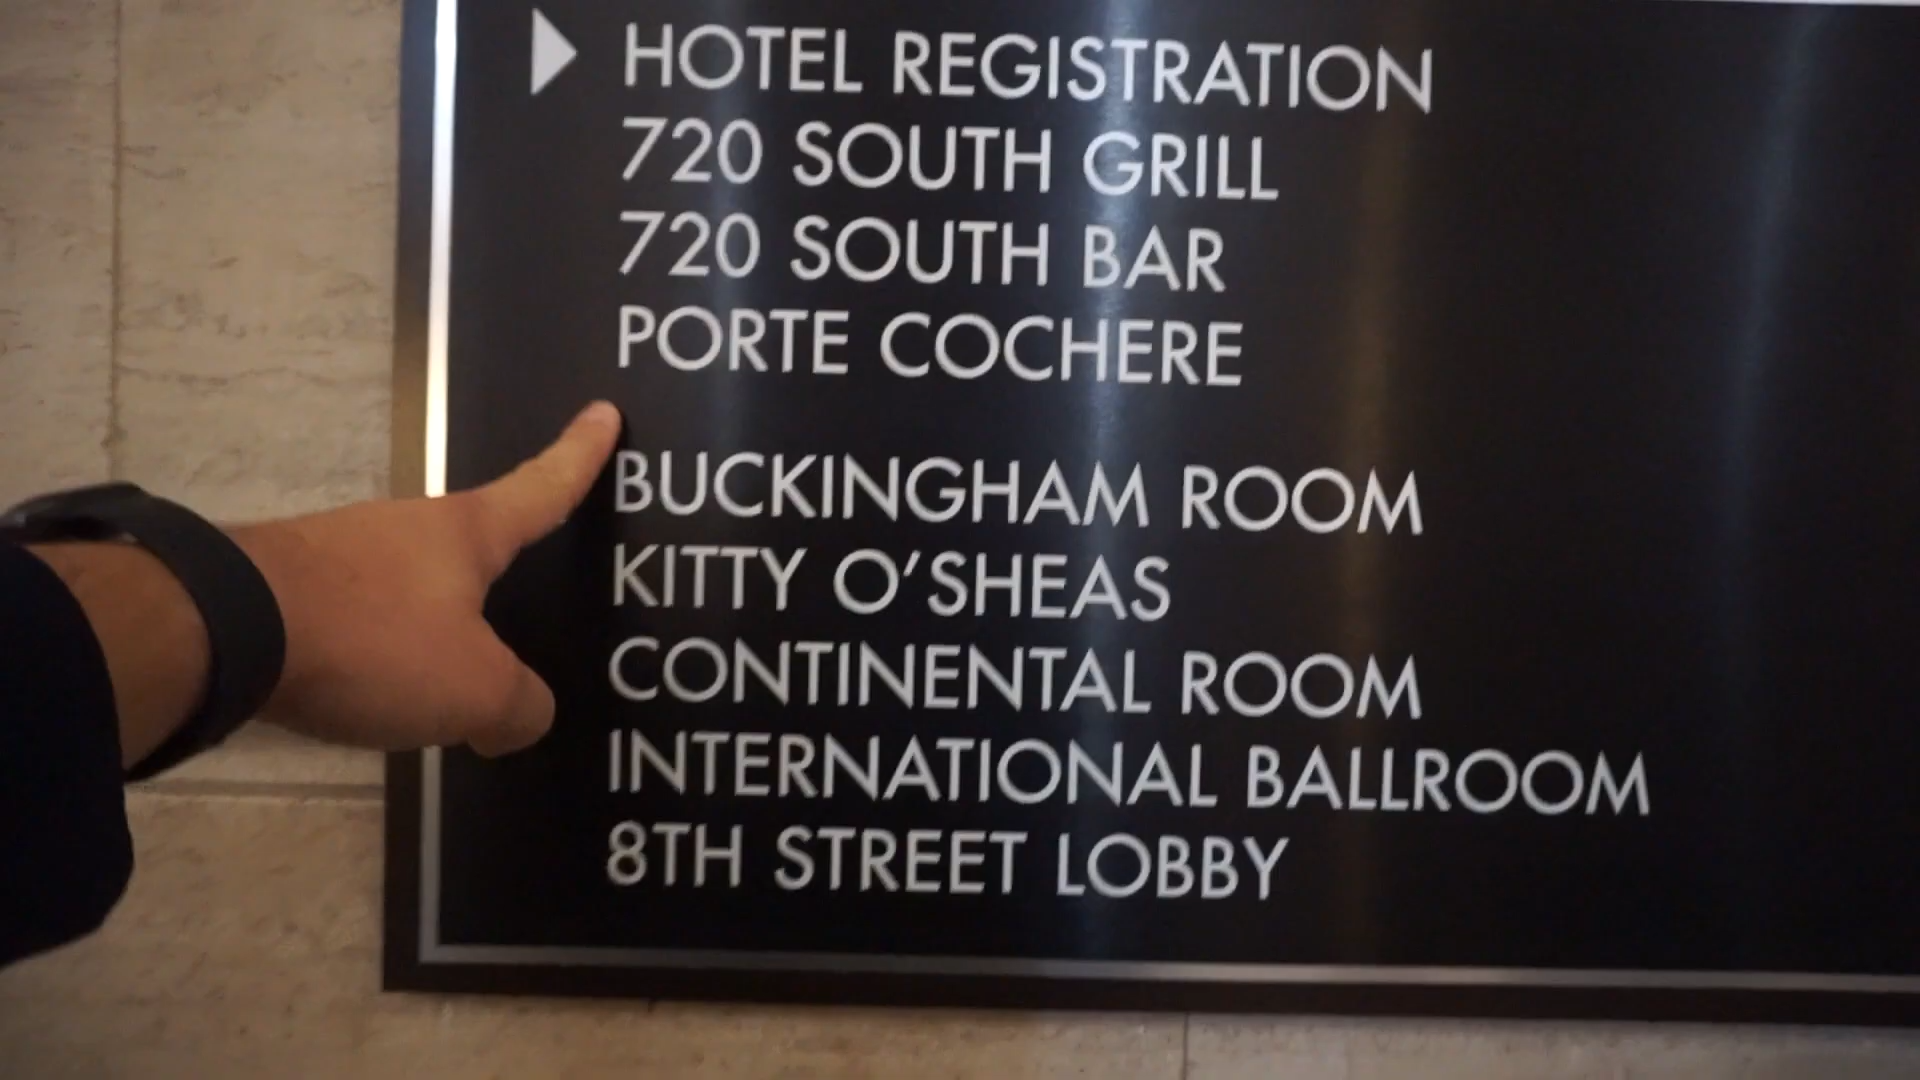 HOTEL REGISTRATION
720 SOUTH GRILL
720 SOUTH BAR
PORTE COCHERE
BUCKINGHAM ROOM
KITTY O'SHEAS
CONTINENTAL ROOM
INTERNATIONAL BALLROOM
8TH STREET LOBBY